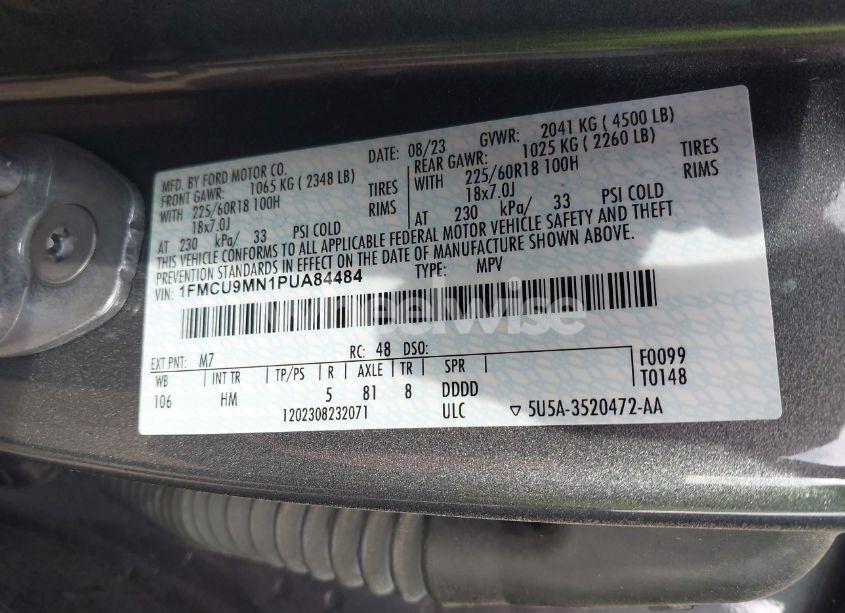 MFD. BY FORD MOTOR CO. DATE: 08/23 GVWR: 2041 KG ( 4500 LB)
FRONT GAWR: 1065 KG ( 2348 LB) REAR GAWR: 1025 KG ( 2260 LB)
WITH 225/60R18 100H TIRES WITH 225/60R18 100H TIRES
18x7.0J RIMS 18x7.0J RIMS
AT 230 kPa/ 33 PSI COLD AT 230 kPa/ 33 PSI COLD
THIS VEHICLE CONFORMS TO ALL APPLICABLE FEDERAL MOTOR VEHICLE SAFETY AND THEFT
PREVENTION STANDARDS IN EFFECT ON THE DATE OF MANUFACTURE SHOWN ABOVE.
VIN: 1FMCU9MN1PUA84484 TYPE: MPV
eelwise
EXT PNT: M7 RC: 48 DSO: F0099
WB INT TR TP/PS R AXLE TR SPR T0148
106 HM 5 81 8 DDDD
1202308232071 ULC ▽ 5U5A-3520472-AA